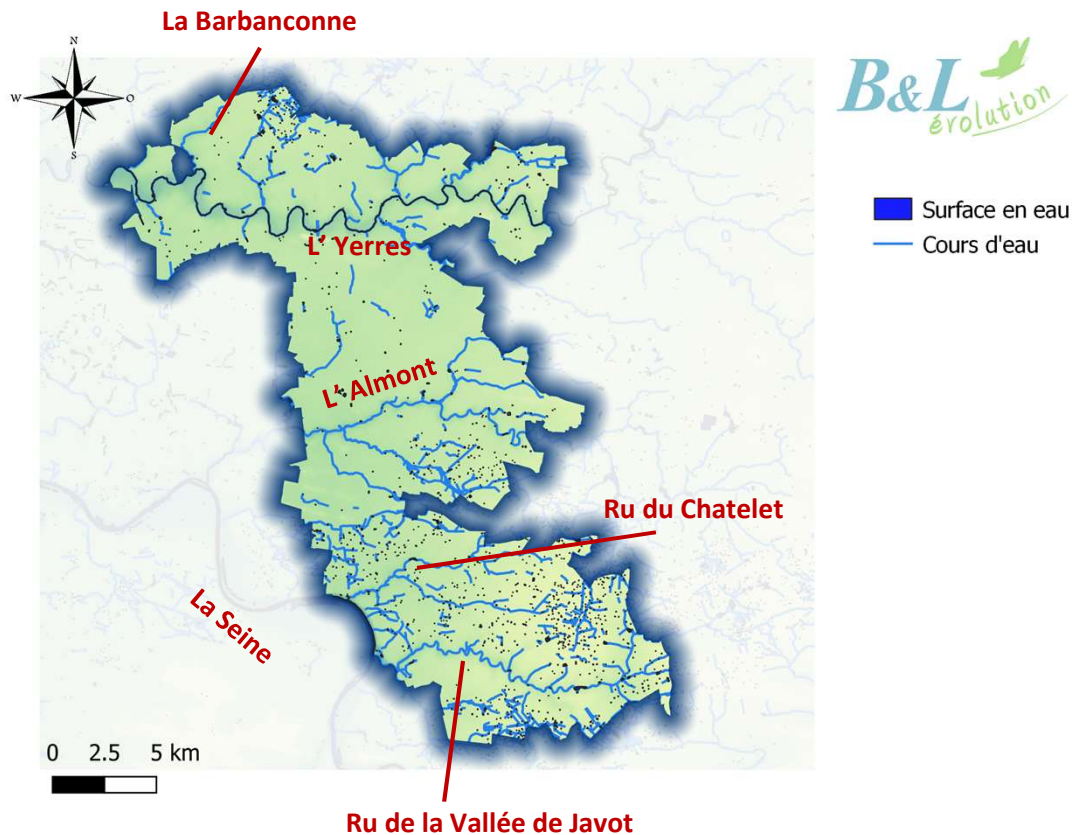 La Barbanconne
N
W
O
S
B&L
évolution
Surface en eau
Cours d'eau
L' Yerres
L' Almont
Ru du Chatelet
La Seine
0 2.5 5 km
Ru de la Vallée de Javot